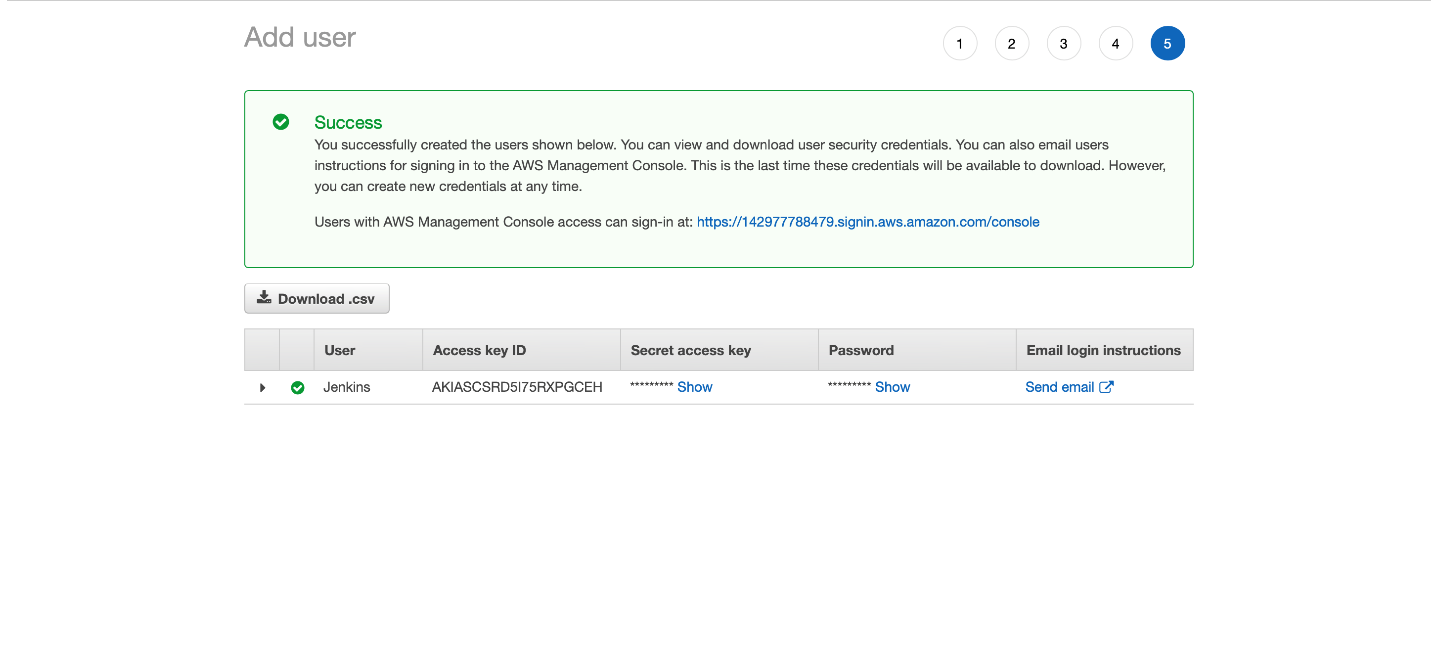 Add user
1 2 3 4 5
Success
You successfully created the users shown below. You can view and download user security credentials. You can also email users
instructions for signing in to the AWS Management Console. This is the last time these credentials will be available to download. However,
you can create new credentials at any time.
Users with AWS Management Console access can sign-in at: https://142977788479.signin.aws.amazon.com/console
Download .csv
User Access key ID Secret access key Password Email login instructions
Jenkins AKIASCSRD5I75RXPGCEH ********* Show ********* Show Send email